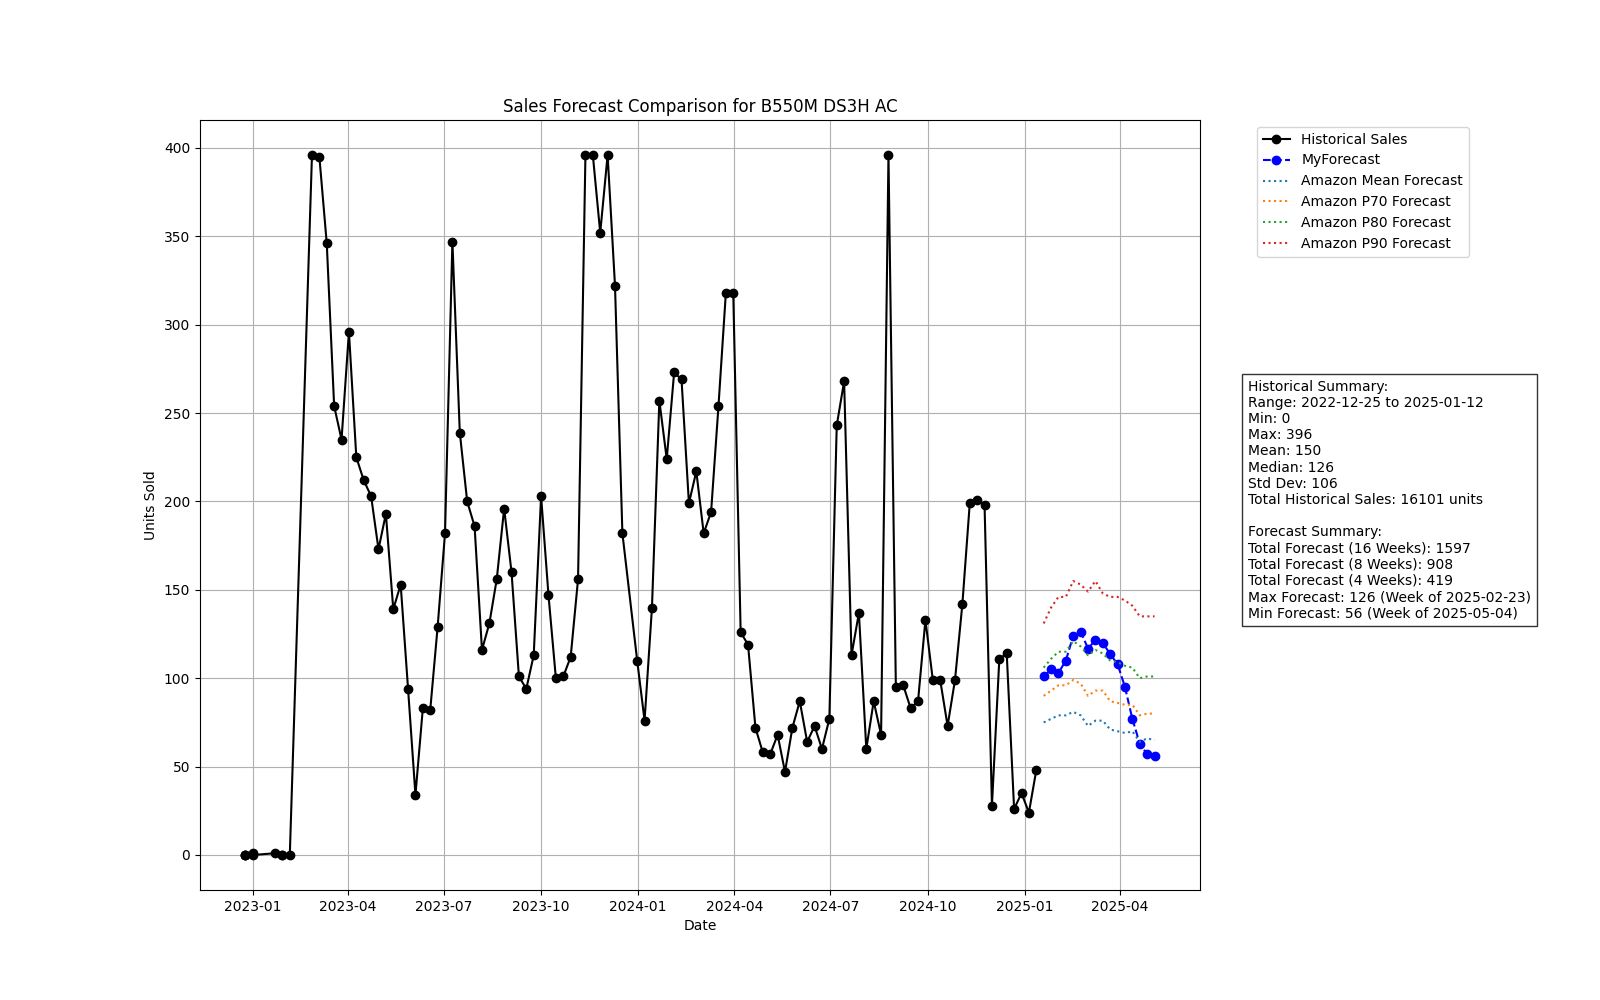 Sales Forecast Comparison for B550M DS3H AC
Historical Sales
MyForecast
Amazon Mean Forecast
Amazon P70 Forecast
Amazon P80 Forecast
Amazon P90 Forecast
400
350
300
250
200
150
100
50
0
Units Sold
2023-01
2023-04
2023-07
2023-10
2024-01
2024-04
2024-07
2024-10
2025-01
2025-04
Date
Historical Summary:
Range: 2022-12-25 to 2025-01-12
Min: 0
Max: 396
Mean: 150
Median: 126
Std Dev: 106
Total Historical Sales: 16101 units
Forecast Summary:
Total Forecast (16 Weeks): 1597
Total Forecast (8 Weeks): 908
Total Forecast (4 Weeks): 419
Max Forecast: 126 (Week of 2025-02-23)
Min Forecast: 56 (Week of 2025-05-04)